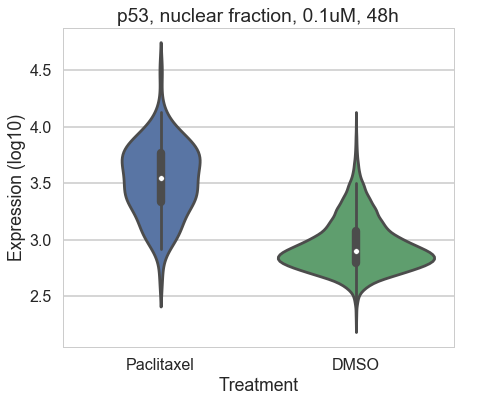 p53, nuclear fraction, 0.1uM, 48h
4.5
4.0
3.5
3.0
2.5
Expression (log10)
Paclitaxel DMSO
Treatment